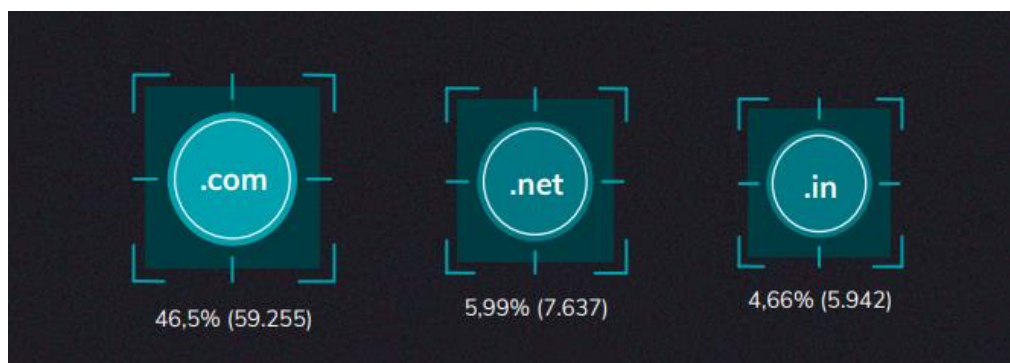 .com
.net
.in
46,5% (59.255)
5,99% (7.637)
4,66% (5.942)